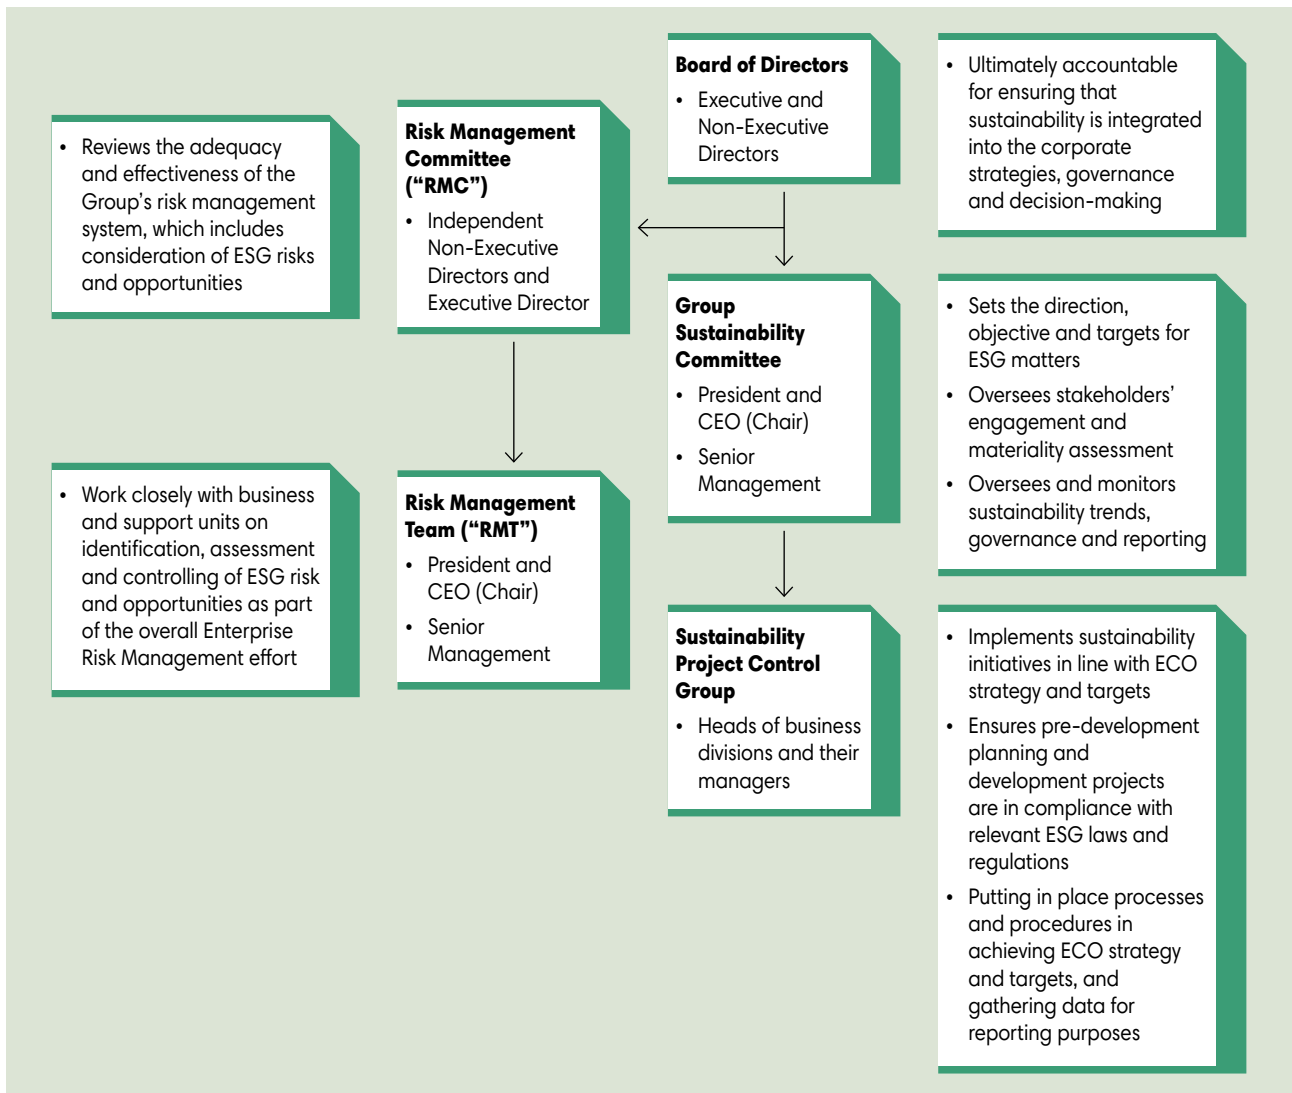 Board of Directors
• Executive and
Non-Executive
Directors
• Ultimately accountable
for ensuring that
sustainability is integrated
into the corporate
strategies, governance
and decision-making
Risk Management
Committee
(“RMC”)
• Independent
Non-Executive
Directors and
Executive Director
• Reviews the adequacy
and effectiveness of the
Group’s risk management
system, which includes
consideration of ESG risks
and opportunities
Group
Sustainability
Committee
• President and
CEO (Chair)
• Senior
Management
• Sets the direction,
objective and targets for
ESG matters
• Oversees stakeholders’
engagement and
materiality assessment
• Oversees and monitors
sustainability trends,
governance and reporting
• Work closely with business
and support units on
identification, assessment
and controlling of ESG risk
and opportunities as part
of the overall Enterprise
Risk Management effort
Risk Management
Team (“RMT”)
• President and
CEO (Chair)
• Senior
Management
Sustainability
Project Control
Group
• Heads of business
divisions and their
managers
• Implements sustainability
initiatives in line with ECO
strategy and targets
• Ensures pre-development
planning and
development projects
are in compliance with
relevant ESG laws and
regulations
• Putting in place processes
and procedures in
achieving ECO strategy
and targets, and
gathering data for
reporting purposes